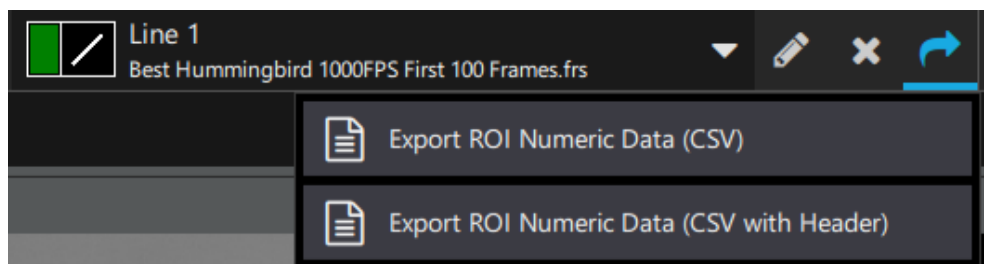 Line 1
Best Hummingbird 1000FPS First 100 Frames.frs
Export ROI Numeric Data (CSV)
Export ROI Numeric Data (CSV with Header)